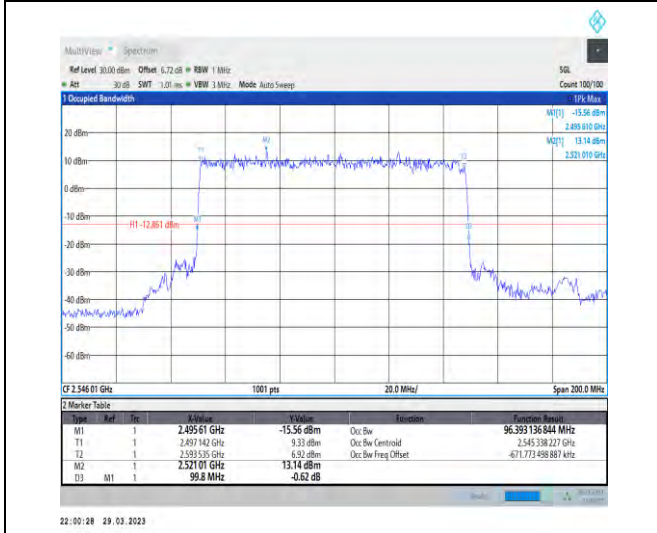 MultiView Spectrum
Ref Level 30.00 dBm Offset 6.72 dB RBW 1 MHz SGL
Att 30 dB SWT 1.01 ms VBW 3 MHz Mode Auto Sweep Count 100/100
1 Occupied Bandwidth 1Pk Max
M1[1] -15.56 dBm
2.495 610 GHz
M2[1] 13.14 dBm
2.521 010 GHz
20 dBm
M2
T1
T2
10 dBm
0 dBm
-10 dBm
H1 -12.861 dBm
M1
D3
-20 dBm
-30 dBm
-40 dBm
-50 dBm
-60 dBm
CF 2.546 01 GHz 1001 pts 20.0 MHz/ Span 200.0 MHz
2 Marker Table
Type Ref Trc X-Value Y-Value Function Function Result
M1 1 2.495 61 GHz -15.56 dBm Occ Bw 96.393 136 844 MHz
T1 1 2.497 142 GHz 9.33 dBm Occ Bw Centroid 2.545 338 227 GHz
T2 1 2.593 535 GHz 6.92 dBm Occ Bw Freq Offset -671.773 498 887 kHz
M2 1 2.521 01 GHz 13.14 dBm
D3 M1 1 99.8 MHz -0.62 dB
22:00:28 29.03.2023